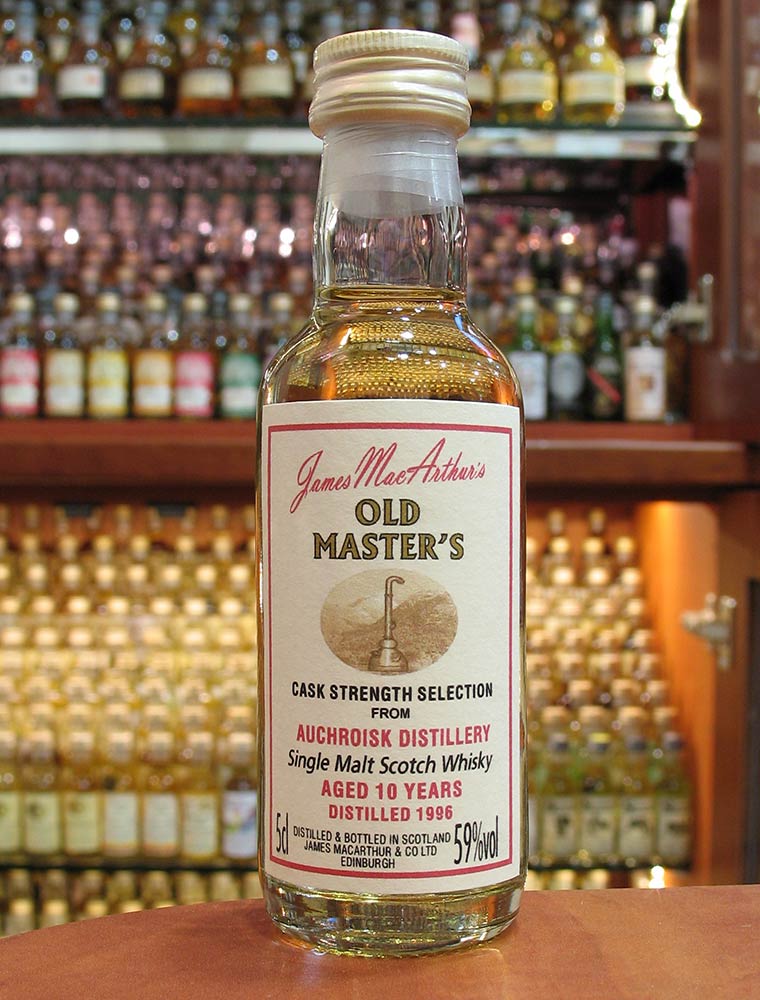 James MacArthur's
OLD
MASTER'S
CASK STRENGTH SELECTION
FROM
AUCHROISK DISTILLERY
Single Malt Scotch Whisky
AGED 10 YEARS
DISTILLED 1996
5cl DISTILLED & BOTTLED IN SCOTLAND 59%vol
JAMES MACARTHUR & CO LTD
EDINBURGH